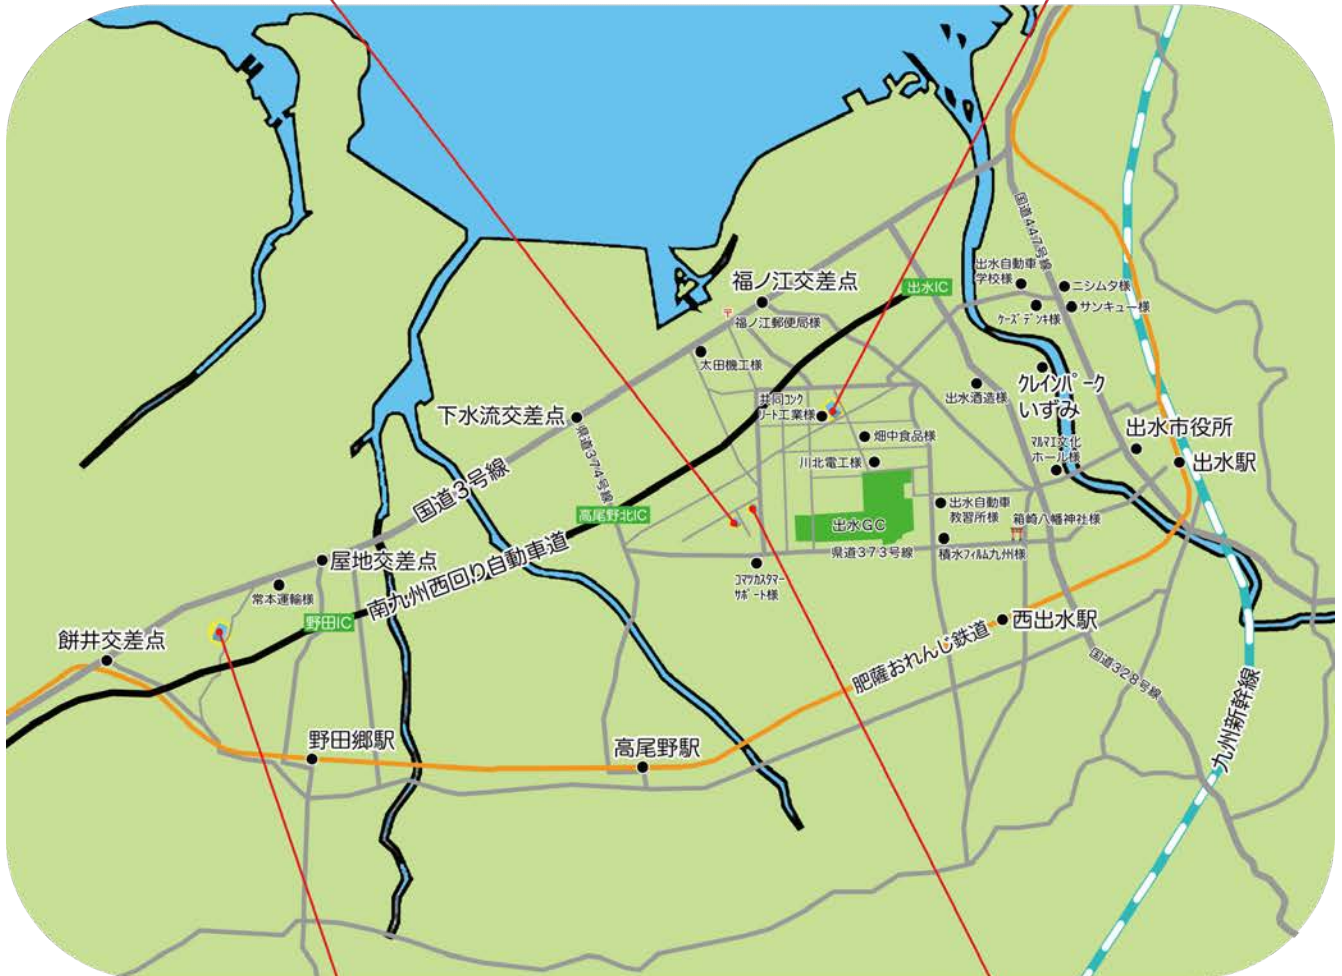 国道447号線
出水自動車
学校様
ニシムタ様
ケーズデンキ様
サンキュー様
出水IC
福ノ江交差点
〒
福ノ江郵便局様
太田機工様
クレインパーク
いずみ
出水酒造様
共同コンク
リート工業様
下水流交差点
県道374号線
畑中食品様
川北電工様
マルマエ文化
ホール様
出水市役所
出水駅
国道3号線
高尾野北IC
出水GC
出水自動車
教習所様
箱崎八幡神社様
県道373号線
積水フィルム九州様
コマツカスタマー
サポート様
屋地交差点
常本運輸様
南九州西回り自動車道
野田IC
餅井交差点
西出水駅
肥薩おれんじ鉄道
国道328号線
九州新幹線
野田郷駅
高尾野駅